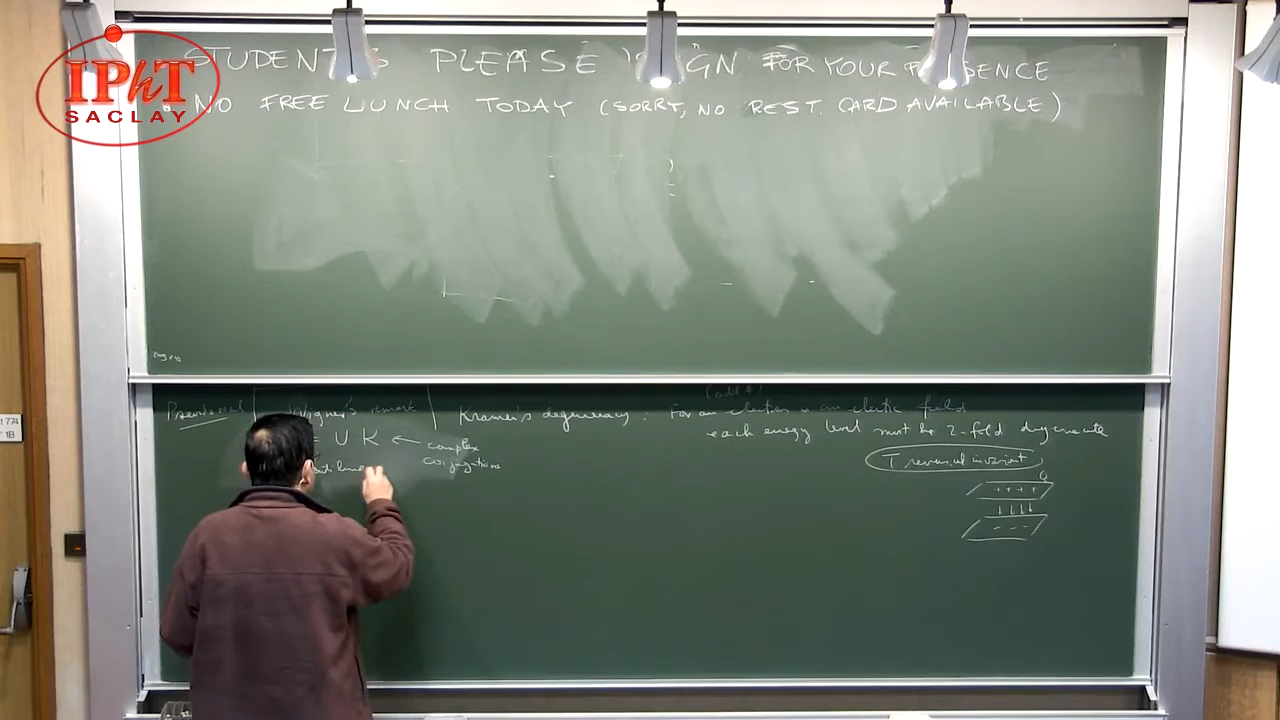 IPhT
SACLAY
STUDENTS PLEASE SIGN FOR YOUR PRESENCE
NO FREE LUNCH TODAY (SORRY, NO REST. CARD AVAILABLE)
Pseudoreal
Wigner's remark
= U K ← complex
conjugations
Kramer's degeneracy: For an electron in an electric field
(odd #)
each energy level must be 2-fold degenerate
T reversal invariant
Q
+ + + +
- - -